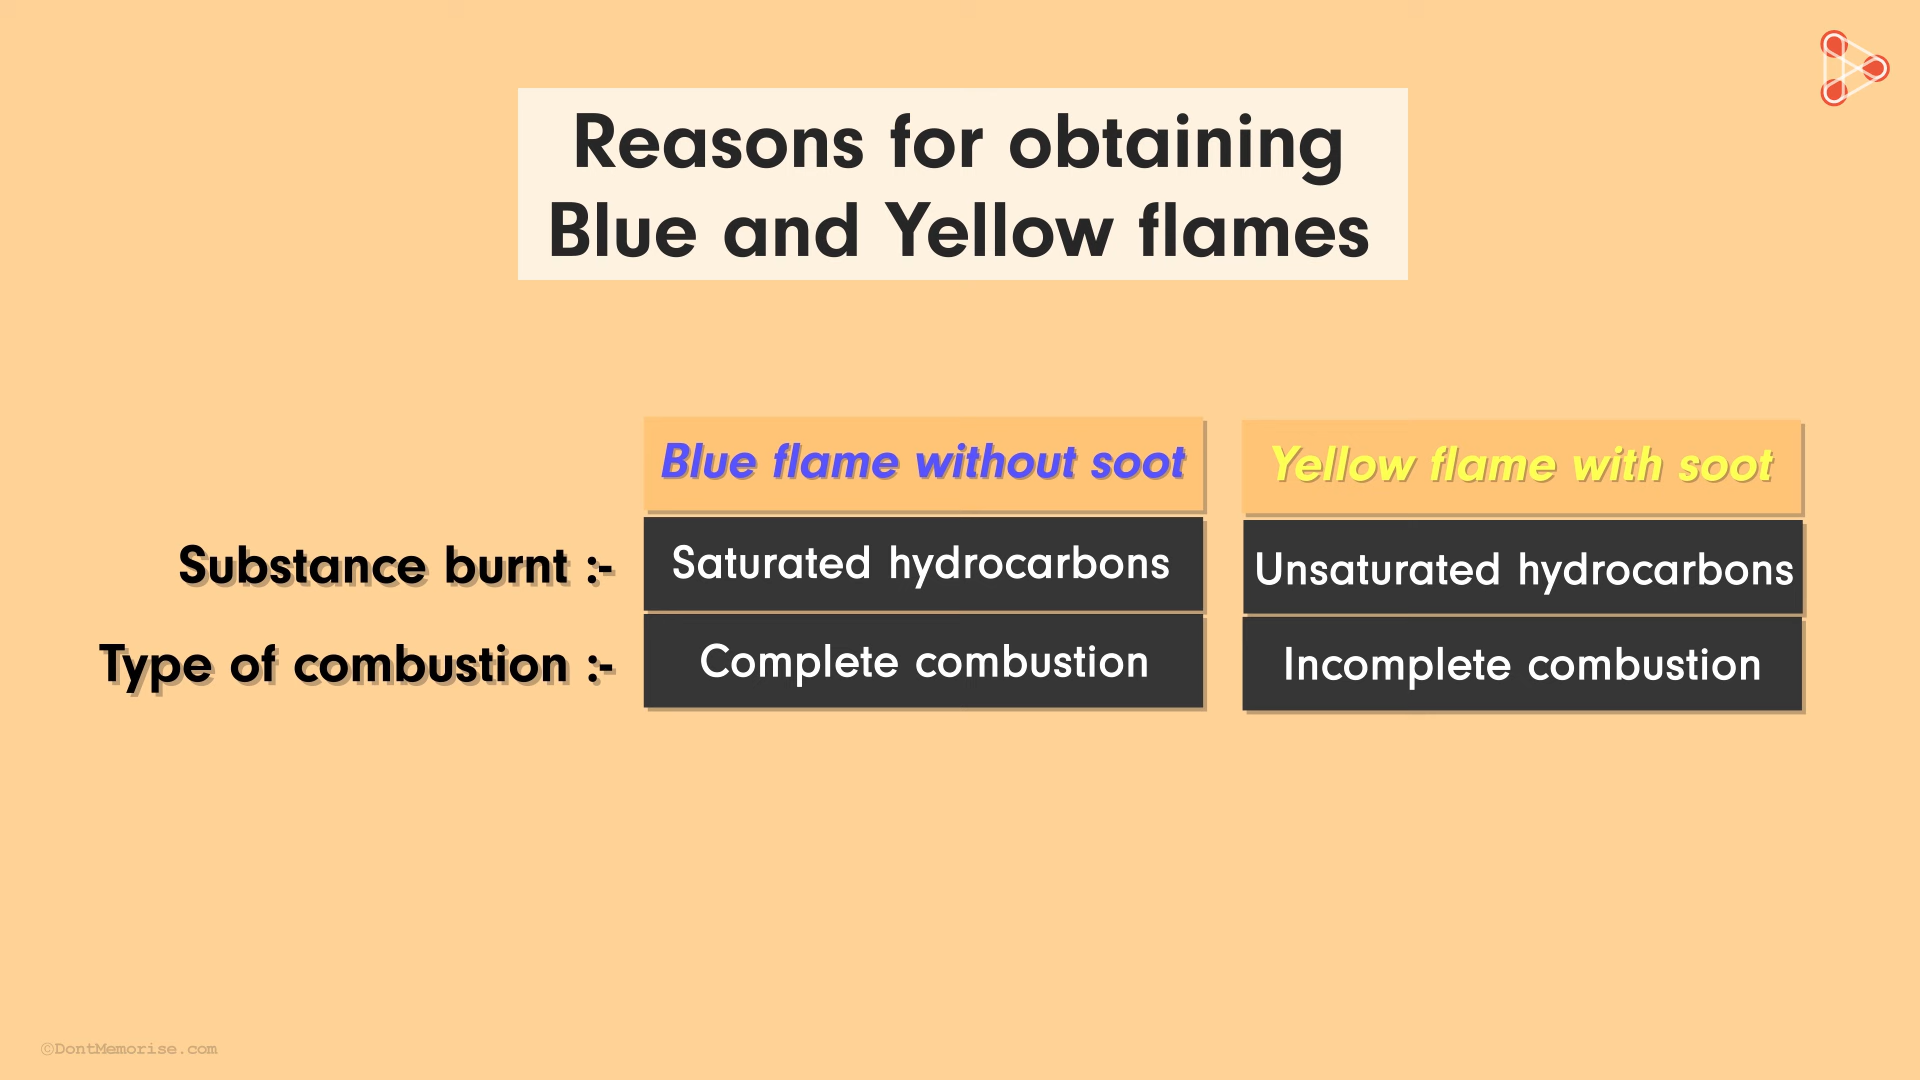 Reasons for obtaining
Blue and Yellow flames
Blue flame without soot
Yellow flame with soot
Substance burnt :-
Saturated hydrocarbons
Unsaturated hydrocarbons
Type of combustion :-
Complete combustion
Incomplete combustion
©DontMemorise.com